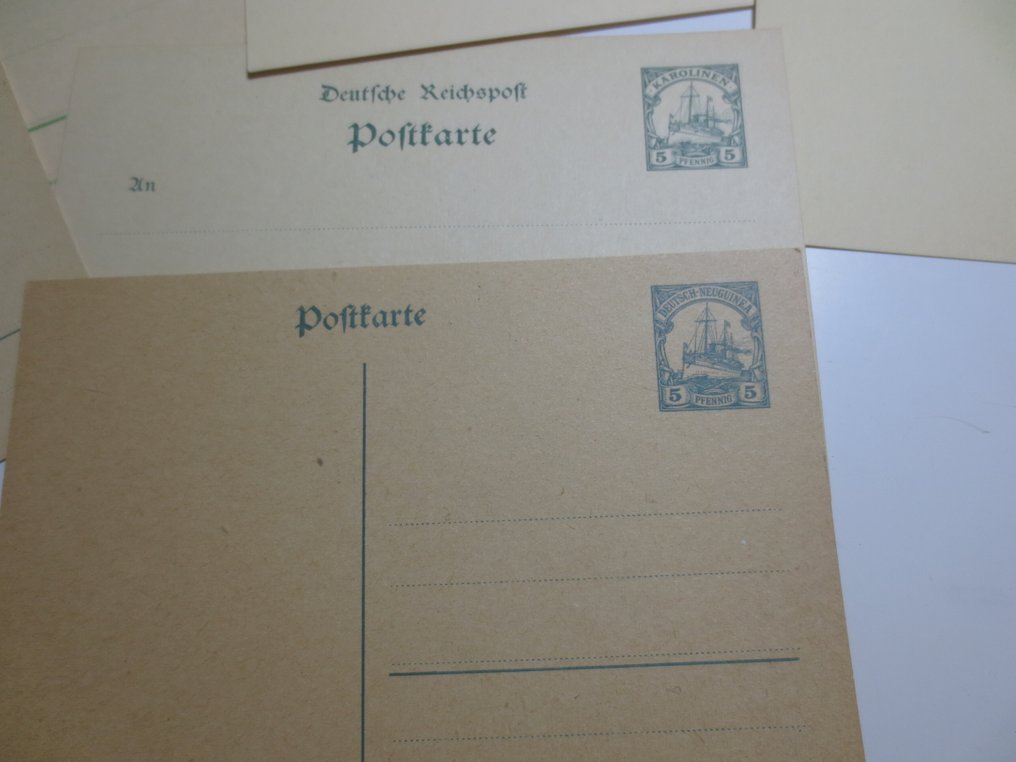 Deutsche Reichspost
Postkarte
An
KAROLINEN
5 PFENNIG 5
Postkarte
DEUTSCH-NEUGUINEA
5 PFENNIG 5